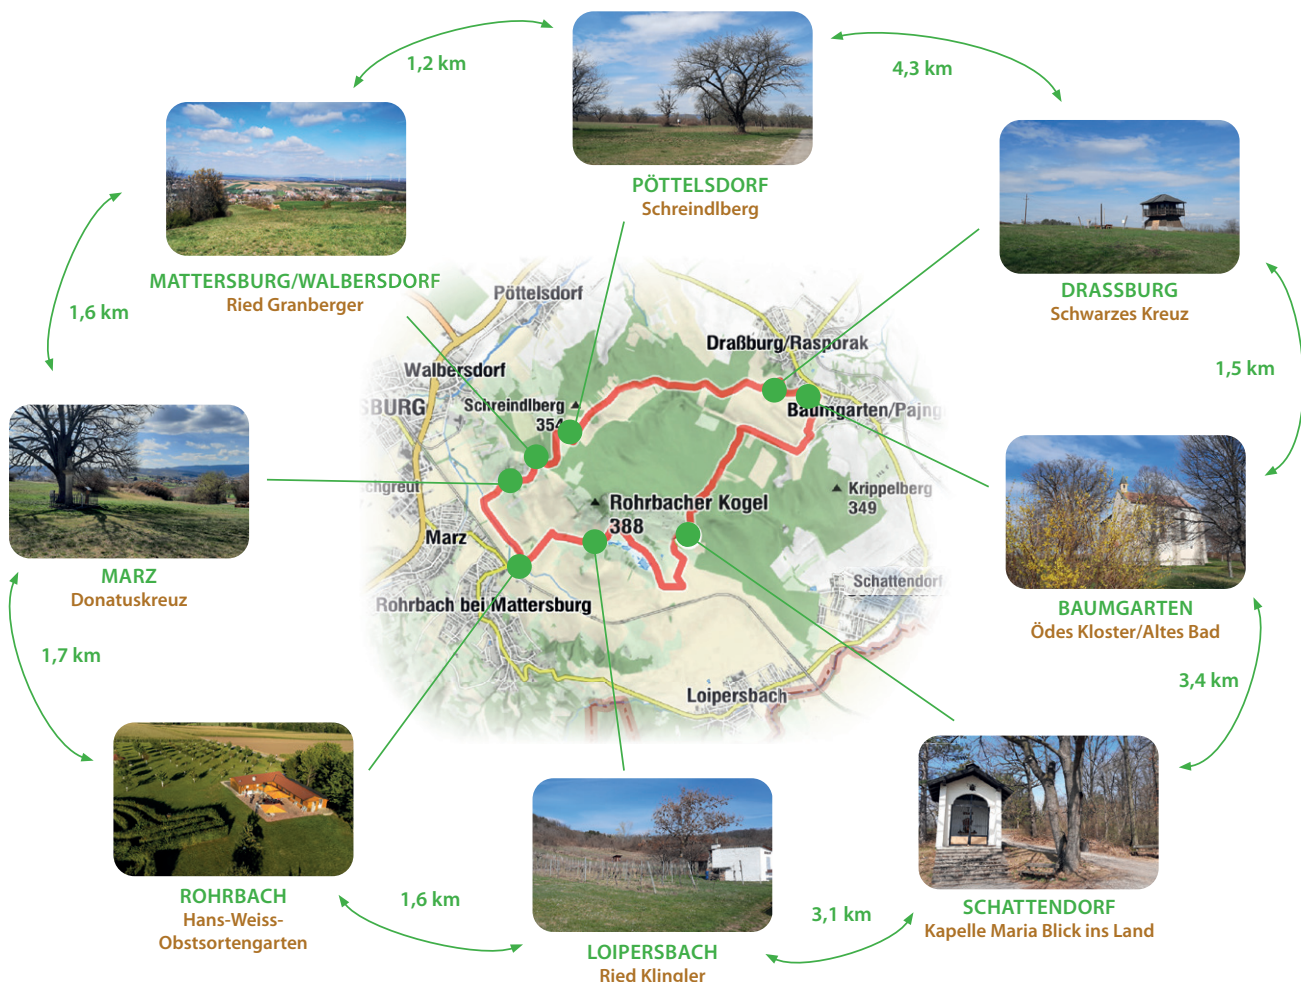 1,2 km
4,3 km
PÖTTELSDORF
Schreindlberg
MATTERSBURG/WALBERSDORF
Ried Granberger
DRASSBURG
Schwarzes Kreuz
1,6 km
1,5 km
Pöttelsdorf
Draßburg/Rasporak
Walbersdorf
SBURG
Schreindlberg
354
Baumgarten/Pajng
chgreut
Rohrbacher Kogel
388
Krippelberg
349
Marz
Schattendorf
Rohrbach bei Mattersburg
Loipersbach
MARZ
Donatuskreuz
BAUMGARTEN
Ödes Kloster/Altes Bad
1,7 km
3,4 km
ROHRBACH
Hans-Weiss-
Obstsortengarten
1,6 km
LOIPERSBACH
Ried Klingler
3,1 km
SCHATTENDORF
Kapelle Maria Blick ins Land